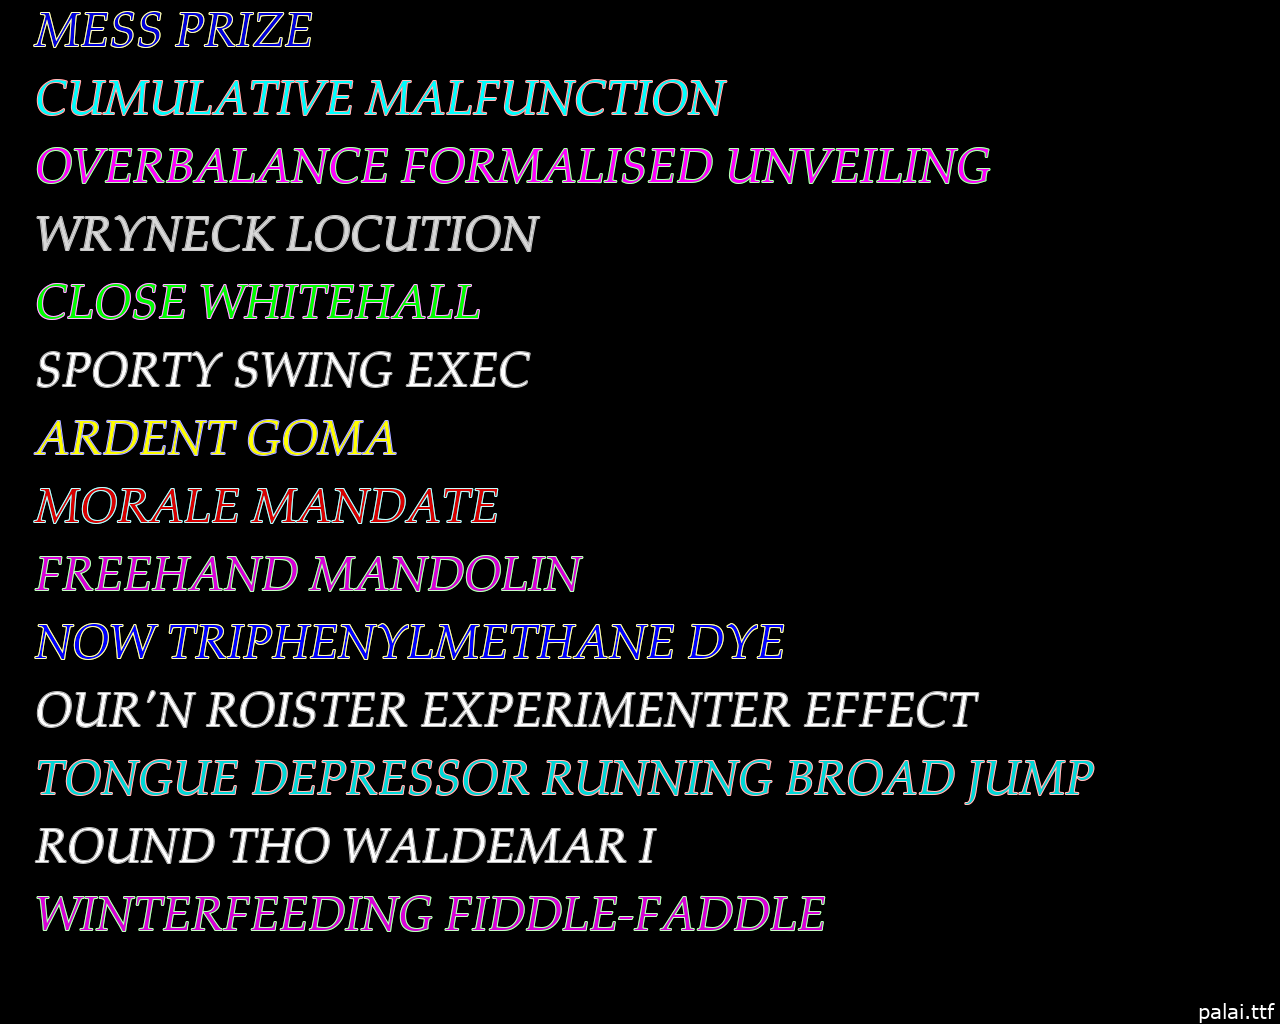 MESS PRIZE
CUMULATIVE MALFUNCTION
OVERBALANCE FORMALISED UNVEILING
WRYNECK LOCUTION
CLOSE WHITEHALL
SPORTY SWING EXEC
ARDENT GOMA
MORALE MANDATE
FREEHAND MANDOLIN
NOW TRIPHENYLMETHANE DYE
OUR'N ROISTER EXPERIMENTER EFFECT
TONGUE DEPRESSOR RUNNING BROAD JUMP
ROUND THO WALDEMAR I
WINTERFEEDING FIDDLE-FADDLE
palai.ttf